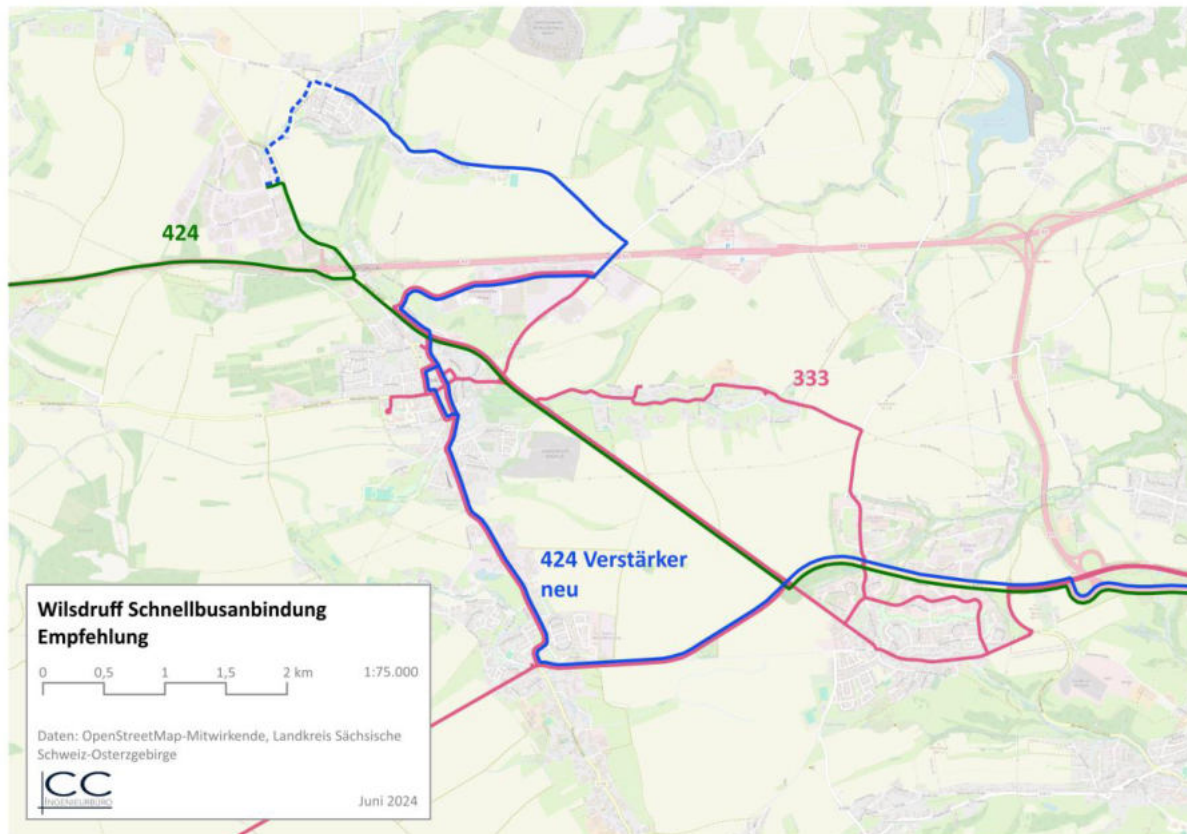 424
333
424 Verstärker
neu
Wilsdruff Schnellbusanbindung
Empfehlung
0 0,5 1 1,5 2 km 1:75.000
Daten: OpenStreetMap-Mitwirkende, Landkreis Sächsische
Schweiz-Osterzgebirge
CC
INGENIEURBÜRO
Juni 2024